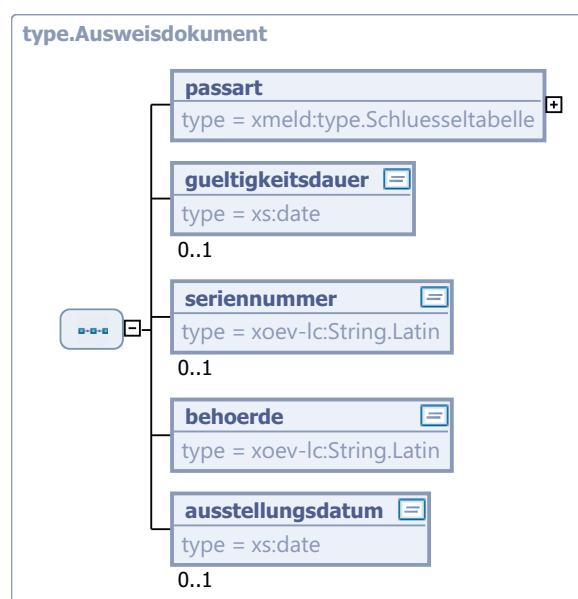 type.Ausweisdokument
passart
type = xmeld:type.Schluesseltabelle
gueltigkeitsdauer
type = xs:date
0..1
seriennummer
type = xoev-lc:String.Latin
0..1
behoerde
type = xoev-lc:String.Latin
ausstellungsdatum
type = xs:date
0..1